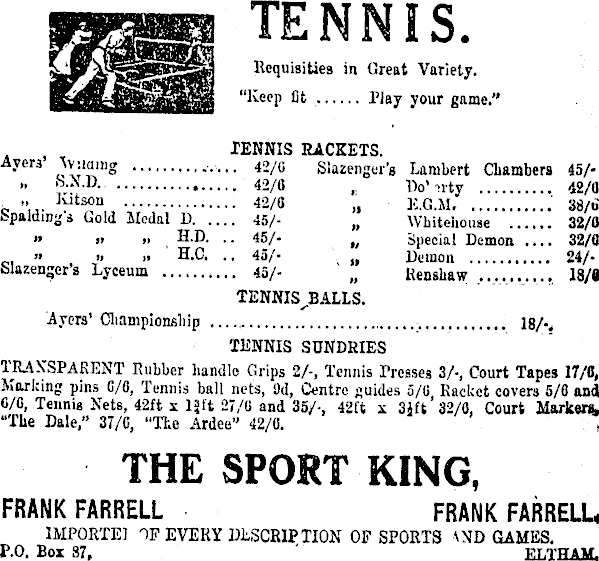 TENNIS.
Requisities in Great Variety.
"Keep fit ...... Play your game."
TENNIS RACKETS.
Ayers' Wilding .............. 42/6
„ S.N.D. .............. 42/6
„ Kitson .............. 42/6
Spalding's Gold Medal D. .... 45/-
„ „ „ H.D. .. 45/-
„ „ „ H.C. .. 45/-
Slazenger's Lyceum .......... 45/-
Slazenger's Lambert Chambers 45/-
„ Doherty .......... 42/6
„ E.G.M. ........... 38/6
„ Whitehouse ...... 32/6
„ Special Demon .... 32/6
„ Demon ........... 24/-
„ Renshaw .......... 18/6
TENNIS BALLS.
Ayers' Championship .................................... 18/-,
TENNIS SUNDRIES
TRANSPARENT Rubber handle Grips 2/-, Tennis Presses 3/-, Court Tapes 17/6,
Marking pins 6/6, Tennis ball nets, 9d, Centre guides 5/6, Racket covers 5/6 and
6/6, Tennis Nets, 42ft x 1¾ft 27/6 and 35/-, 42ft x 3½ft 32/6, Court Markers,
"The Dale," 37/6, "The Ardee" 42/6.
THE SPORT KING,
FRANK FARRELL FRANK FARRELL,
IMPORTER OF EVERY DESCRIPTION OF SPORTS AND GAMES.
P.O. Box 87, ELTHAM.